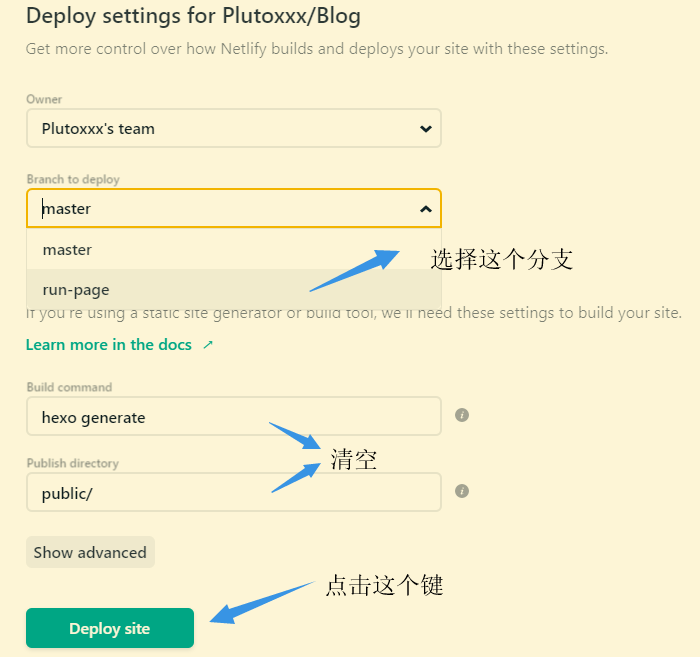 Deploy settings for Plutoxxx/Blog
Get more control over how Netlify builds and deploys your site with these settings.
Owner
Plutoxxx's team
Branch to deploy
master
master
选择这个分支
run-page
If you're using a static site generator or build tool, we'll need these settings to build your site.
Learn more in the docs ↗
Build command
hexo generate
清空
Publish directory
public/
Show advanced
点击这个键
Deploy site